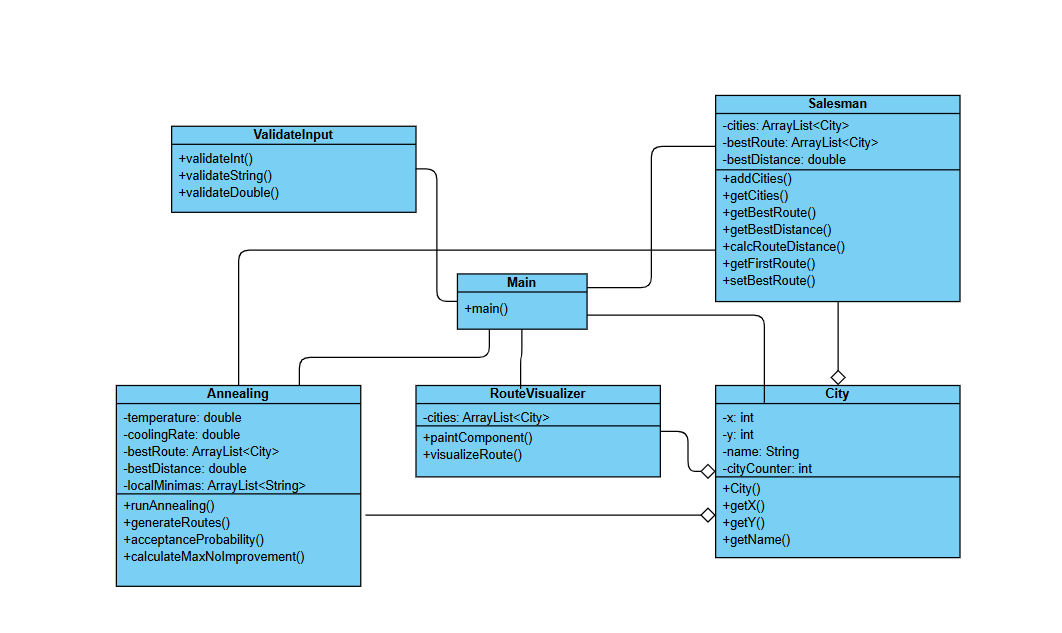 Salesman
-cities: ArrayList<City>
-bestRoute: ArrayList<City>
-bestDistance: double
+addCities()
+getCities()
+getBestRoute()
+getBestDistance()
+calcRouteDistance()
+getFirstRoute()
+setBestRoute()
ValidateInput
+validateInt()
+validateString()
+validateDouble()
Main
+main()
Annealing
-temperature: double
-coolingRate: double
-bestRoute: ArrayList<City>
-bestDistance: double
-localMinimas: ArrayList<String>
+runAnnealing()
+generateRoutes()
+acceptanceProbability()
+calculateMaxNoImprovement()
RouteVisualizer
-cities: ArrayList<City>
+paintComponent()
+visualizeRoute()
City
-x: int
-y: int
-name: String
-cityCounter: int
+City()
+getX()
+getY()
+getName()